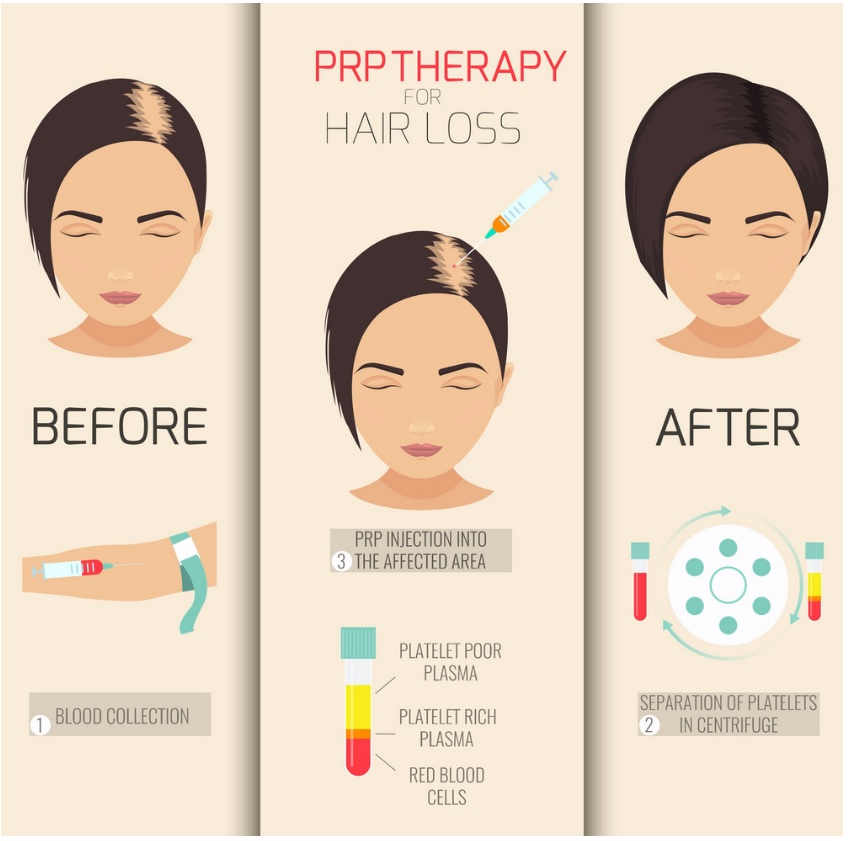 PRP THERAPY
FOR
HAIR LOSS
BEFORE
AFTER
1 BLOOD COLLECTION
PRP INJECTION INTO
3 THE AFFECTED AREA
PLATELET POOR
PLASMA
PLATELET RICH
PLASMA
RED BLOOD
CELLS
SEPARATION OF PLATELETS
2 IN CENTRIFUGE